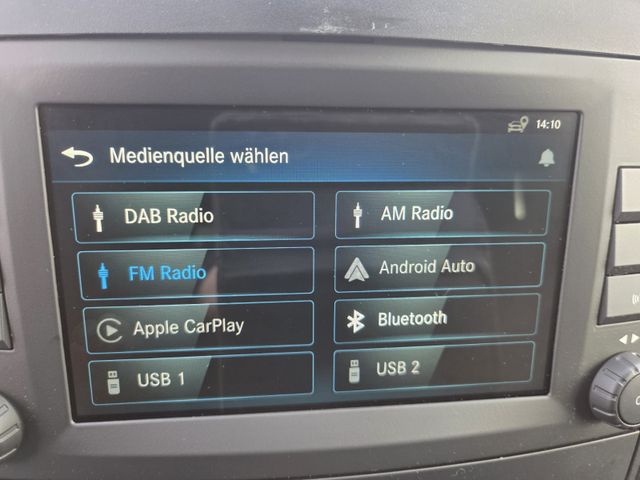 14:10
Medienquelle wählen
DAB Radio
AM Radio
FM Radio
Android Auto
Apple CarPlay
Bluetooth
USB 1
USB 2